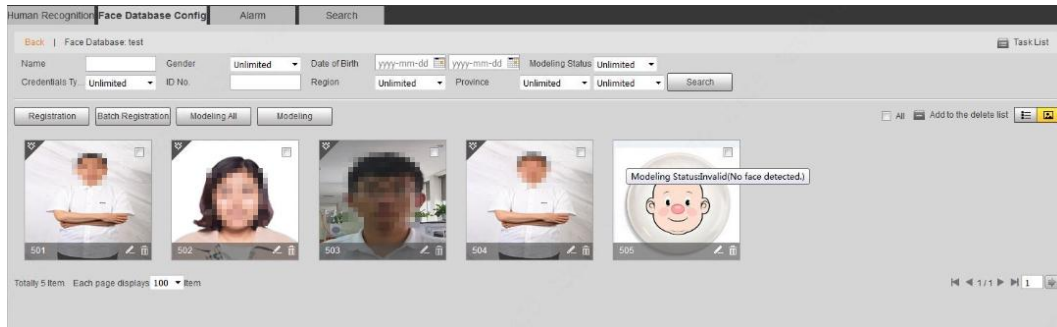 Human Recognition Face Database Config Alarm Search
Back | Face Database: test Task List
Name Gender Unlimited Date of Birth yyyy-mm-dd yyyy-mm-dd Modeling Status Unlimited
Credentials Ty... Unlimited ID No. Region Unlimited Province Unlimited Unlimited Search
Registration Batch Registration Modeling All Modeling All Add to the delete list
Modeling Status:Invalid(No face detected.)
501 502 503 504 505
Totally 5 Item Each page displays 100 Item 1/1 1